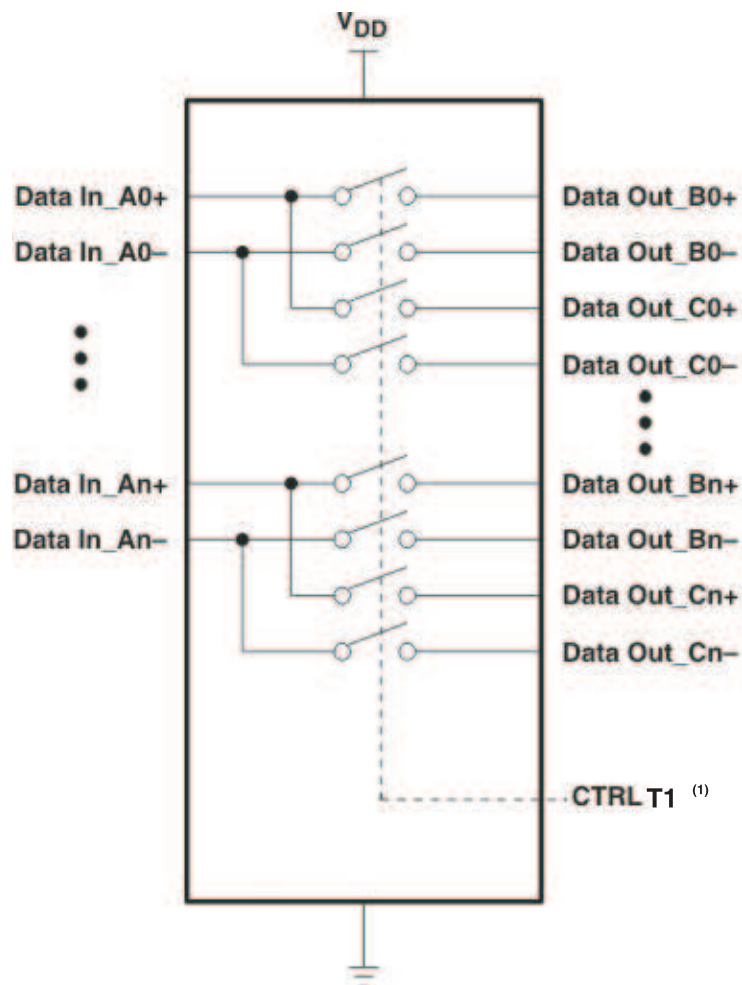 VDD
Data In_A0+
Data Out_B0+
Data In_A0–
Data Out_B0–
Data Out_C0+
Data Out_C0–
Data In_An+
Data Out_Bn+
Data In_An–
Data Out_Bn–
Data Out_Cn+
Data Out_Cn–
CTRL T1 (1)